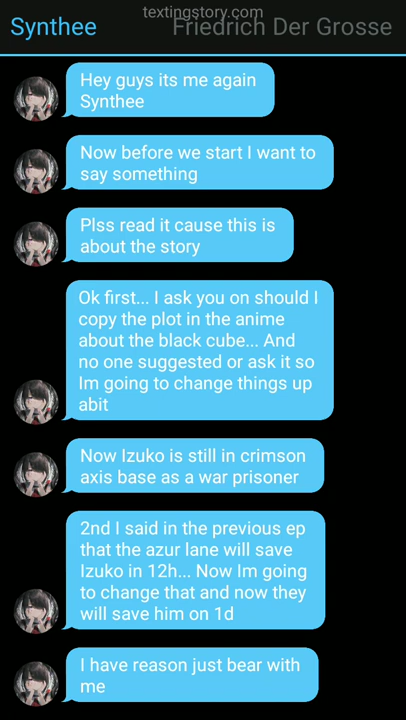 textingstory.com
Synthee
Friedrich Der Grosse
Hey guys its me again
Synthee
Now before we start I want to
say something
Plss read it cause this is
about the story
Ok first... I ask you on should I
copy the plot in the anime
about the black cube... And
no one suggested or ask it so
Im going to change things up
abit
Now Izuko is still in crimson
axis base as a war prisoner
2nd I said in the previous ep
that the azur lane will save
Izuko in 12h... Now Im going
to change that and now they
will save him on 1d
I have reason just bear with
me